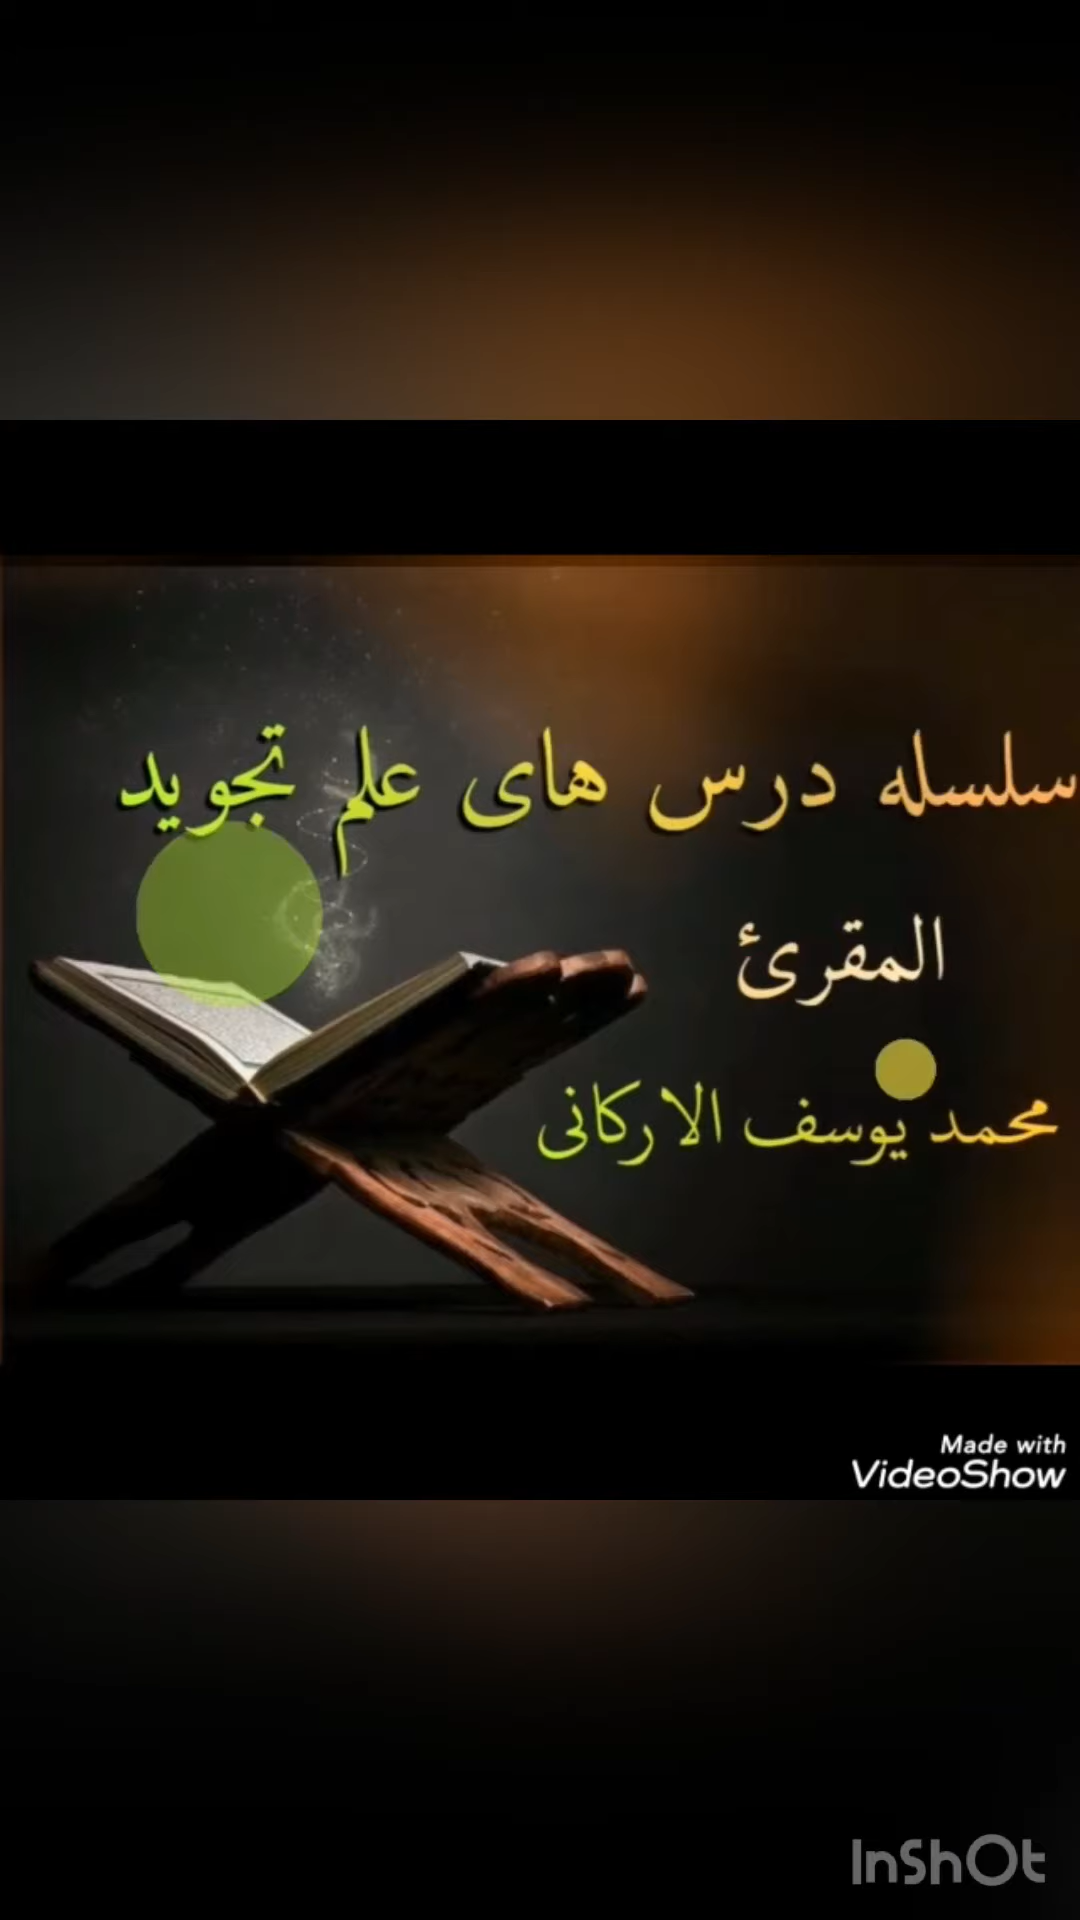 سلسله درس های علم تجوید
المقرئ
محمد یوسف الارکانی
Made with
VideoShow
InShOt